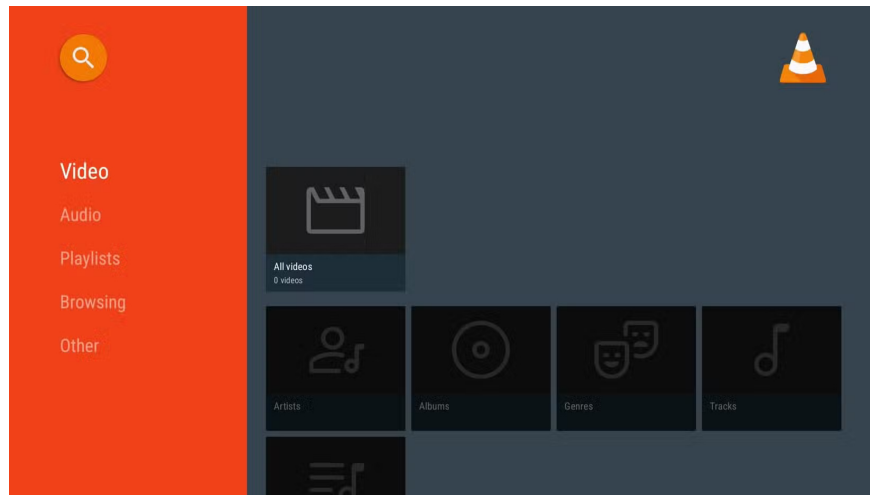 Video
Audio
Playlists
Browsing
Other
All videos
0 videos
Artists
Albums
Genres
Tracks